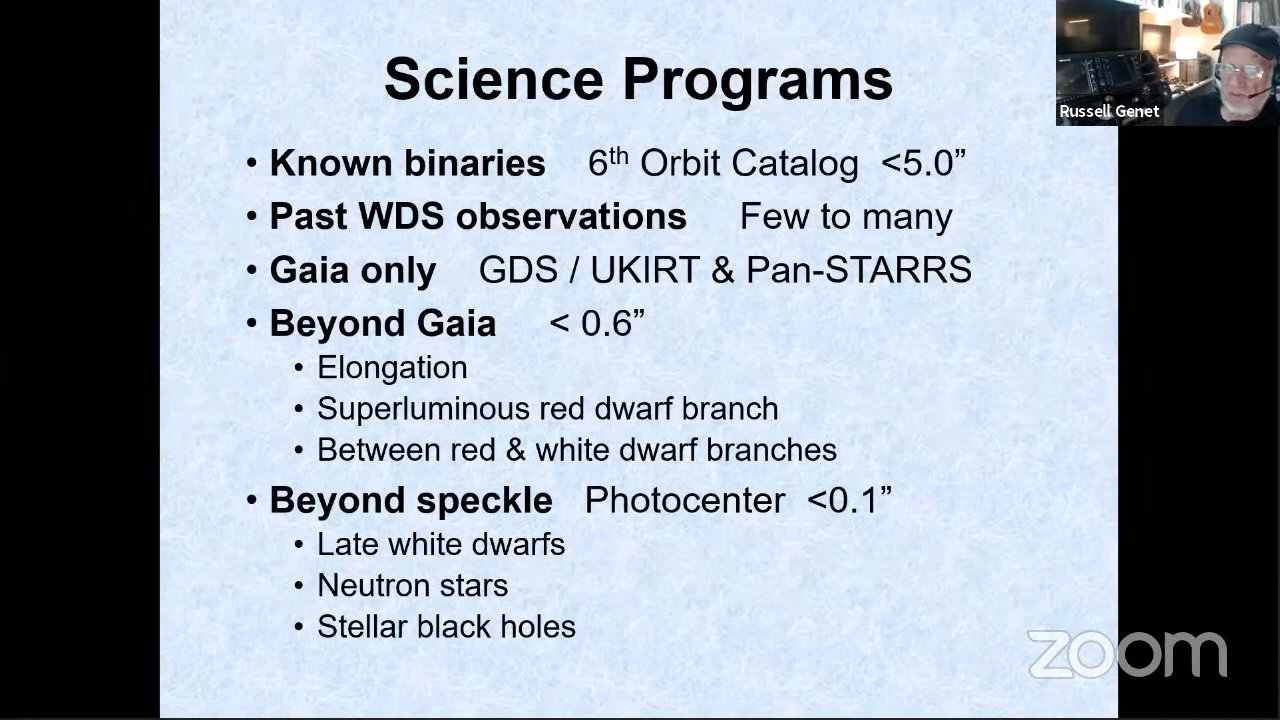 Science Programs
Russell Genet
• Known binaries 6th Orbit Catalog <5.0”
• Past WDS observations Few to many
• Gaia only GDS / UKIRT & Pan-STARRS
• Beyond Gaia < 0.6”
• Elongation
• Superluminous red dwarf branch
• Between red & white dwarf branches
• Beyond speckle Photocenter <0.1”
• Late white dwarfs
• Neutron stars
• Stellar black holes
zoom